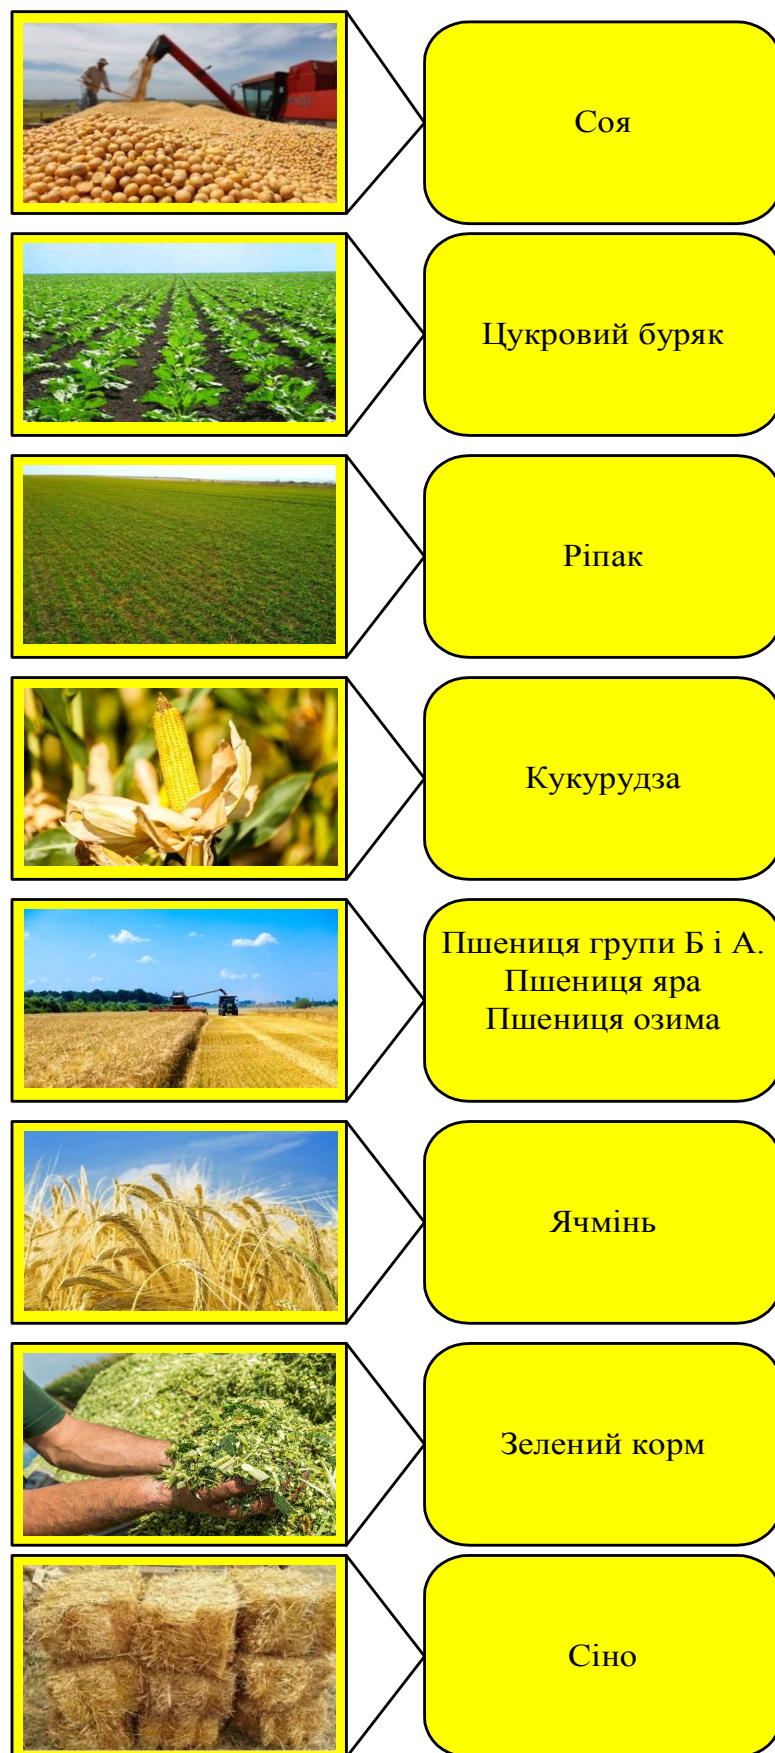 Соя
Цукровий буряк
Ріпак
Кукурудза
Пшениця групи Б і А.
Пшениця яра
Пшениця озима
Ячмінь
Зелений корм
Сіно